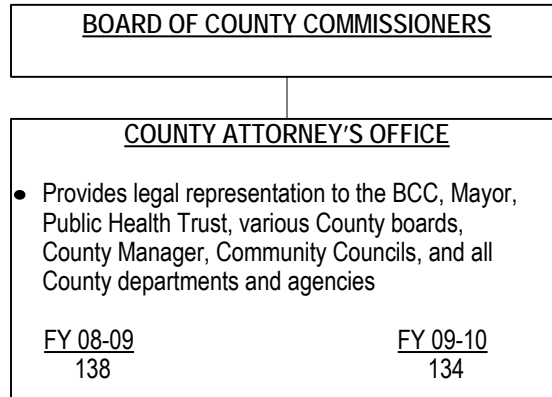 BOARD OF COUNTY COMMISSIONERS
COUNTY ATTORNEY'S OFFICE
• Provides legal representation to the BCC, Mayor,
Public Health Trust, various County boards,
County Manager, Community Councils, and all
County departments and agencies
FY 08-09 FY 09-10
138 134